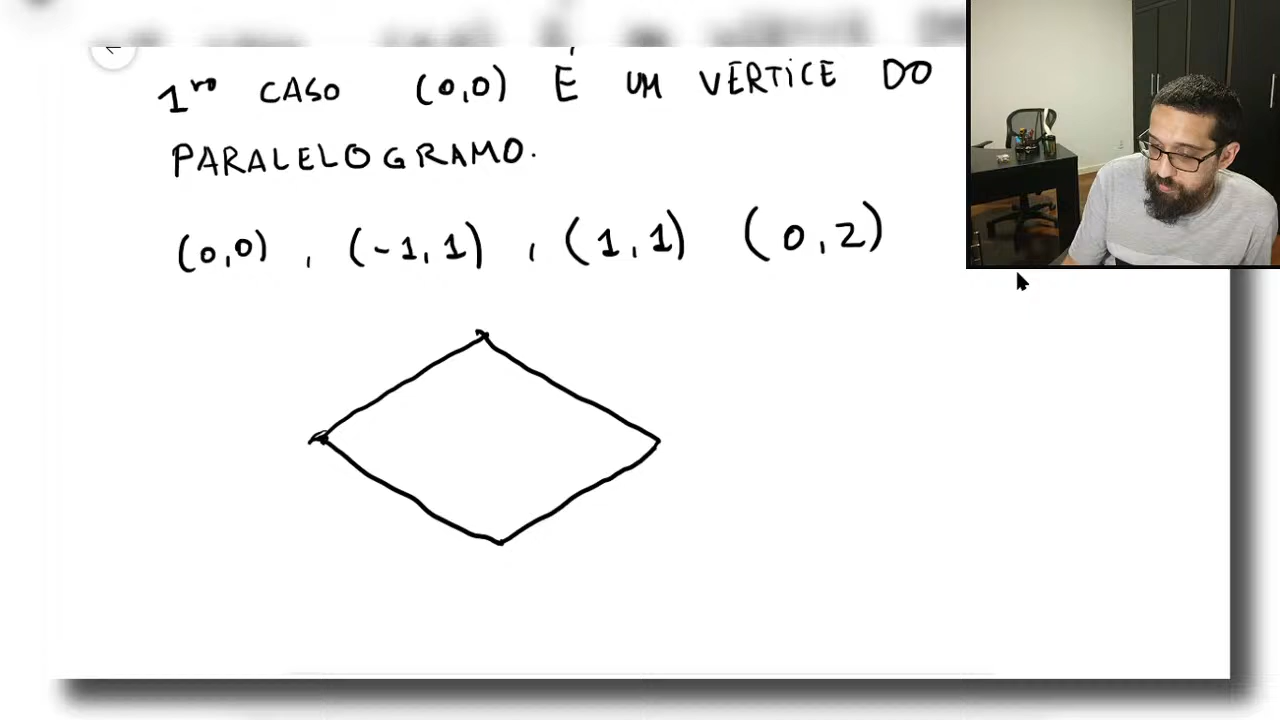 1ro CASO (0,0) É UM VÉRTICE DO
PARALELOGRAMO.
(0,0) , (-1,1) , (1,1) (0,2)